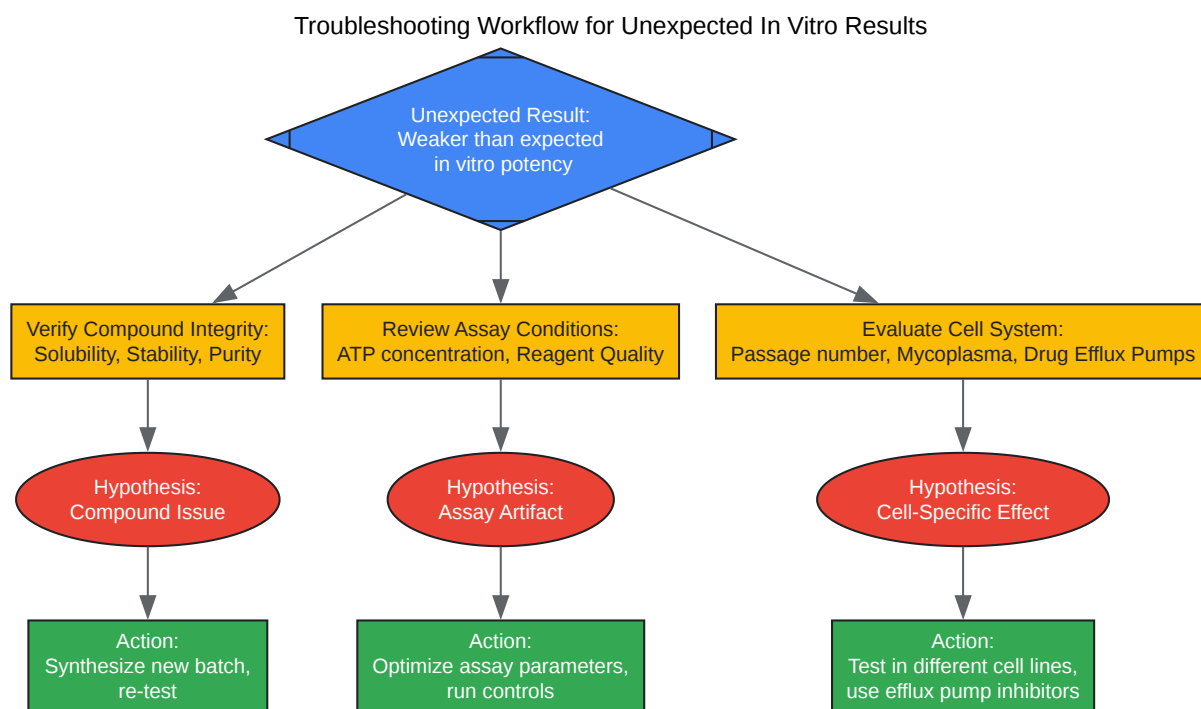 Troubleshooting Workflow for Unexpected In Vitro Results
Unexpected Result:
Weaker than expected
in vitro potency
Verify Compound Integrity:
Solubility, Stability, Purity
Review Assay Conditions:
ATP concentration, Reagent Quality
Evaluate Cell System:
Passage number, Mycoplasma, Drug Efflux Pumps
Hypothesis:
Compound Issue
Hypothesis:
Assay Artifact
Hypothesis:
Cell-Specific Effect
Action:
Synthesize new batch,
re-test
Action:
Optimize assay parameters,
run controls
Action:
Test in different cell lines,
use efflux pump inhibitors